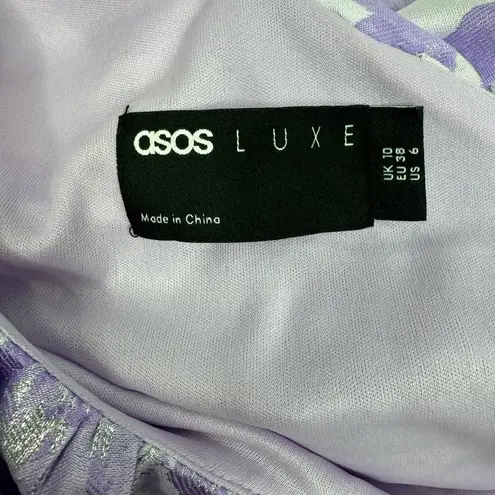 asos LUXE
Made in China
UK 10
EU 38
US 6